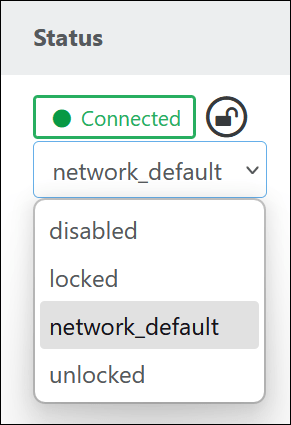 Status
Connected
network_default
disabled
locked
network_default
unlocked